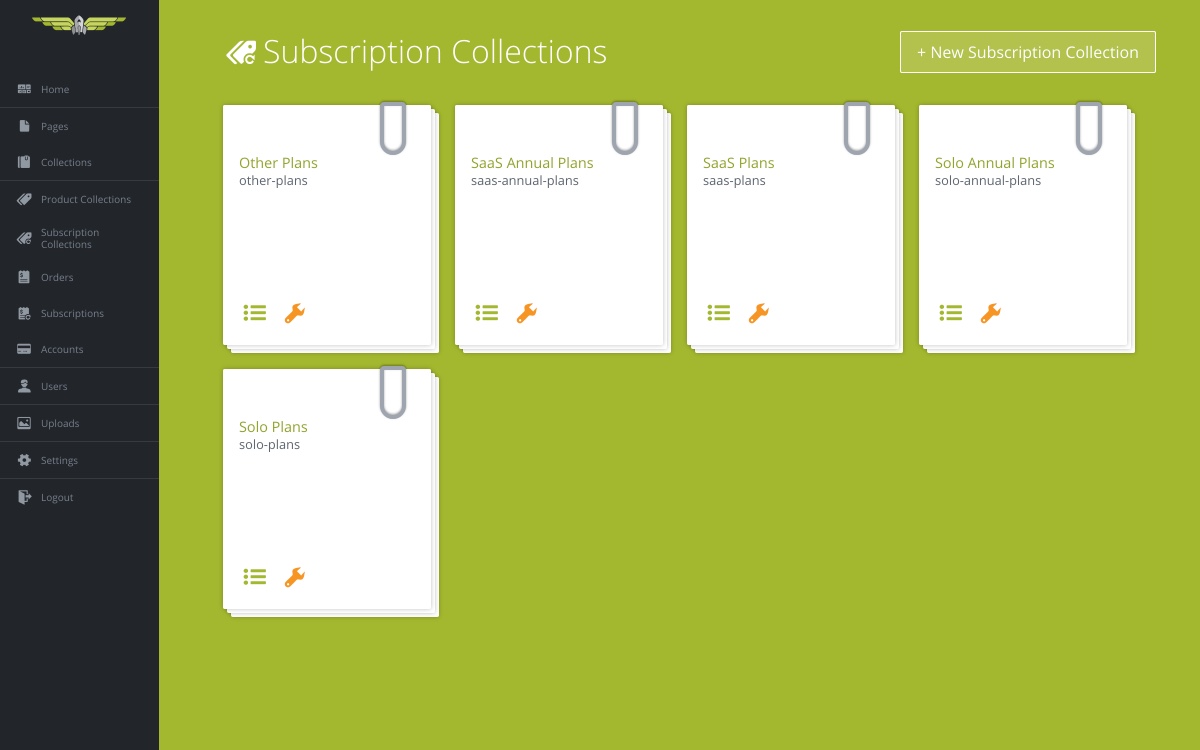 Home
Pages
Collections
Product Collections
Subscription
Collections
Orders
Subscriptions
Accounts
Users
Uploads
Settings
Logout
Subscription Collections
+ New Subscription Collection
Other Plans
other-plans
SaaS Annual Plans
saas-annual-plans
SaaS Plans
saas-plans
Solo Annual Plans
solo-annual-plans
Solo Plans
solo-plans